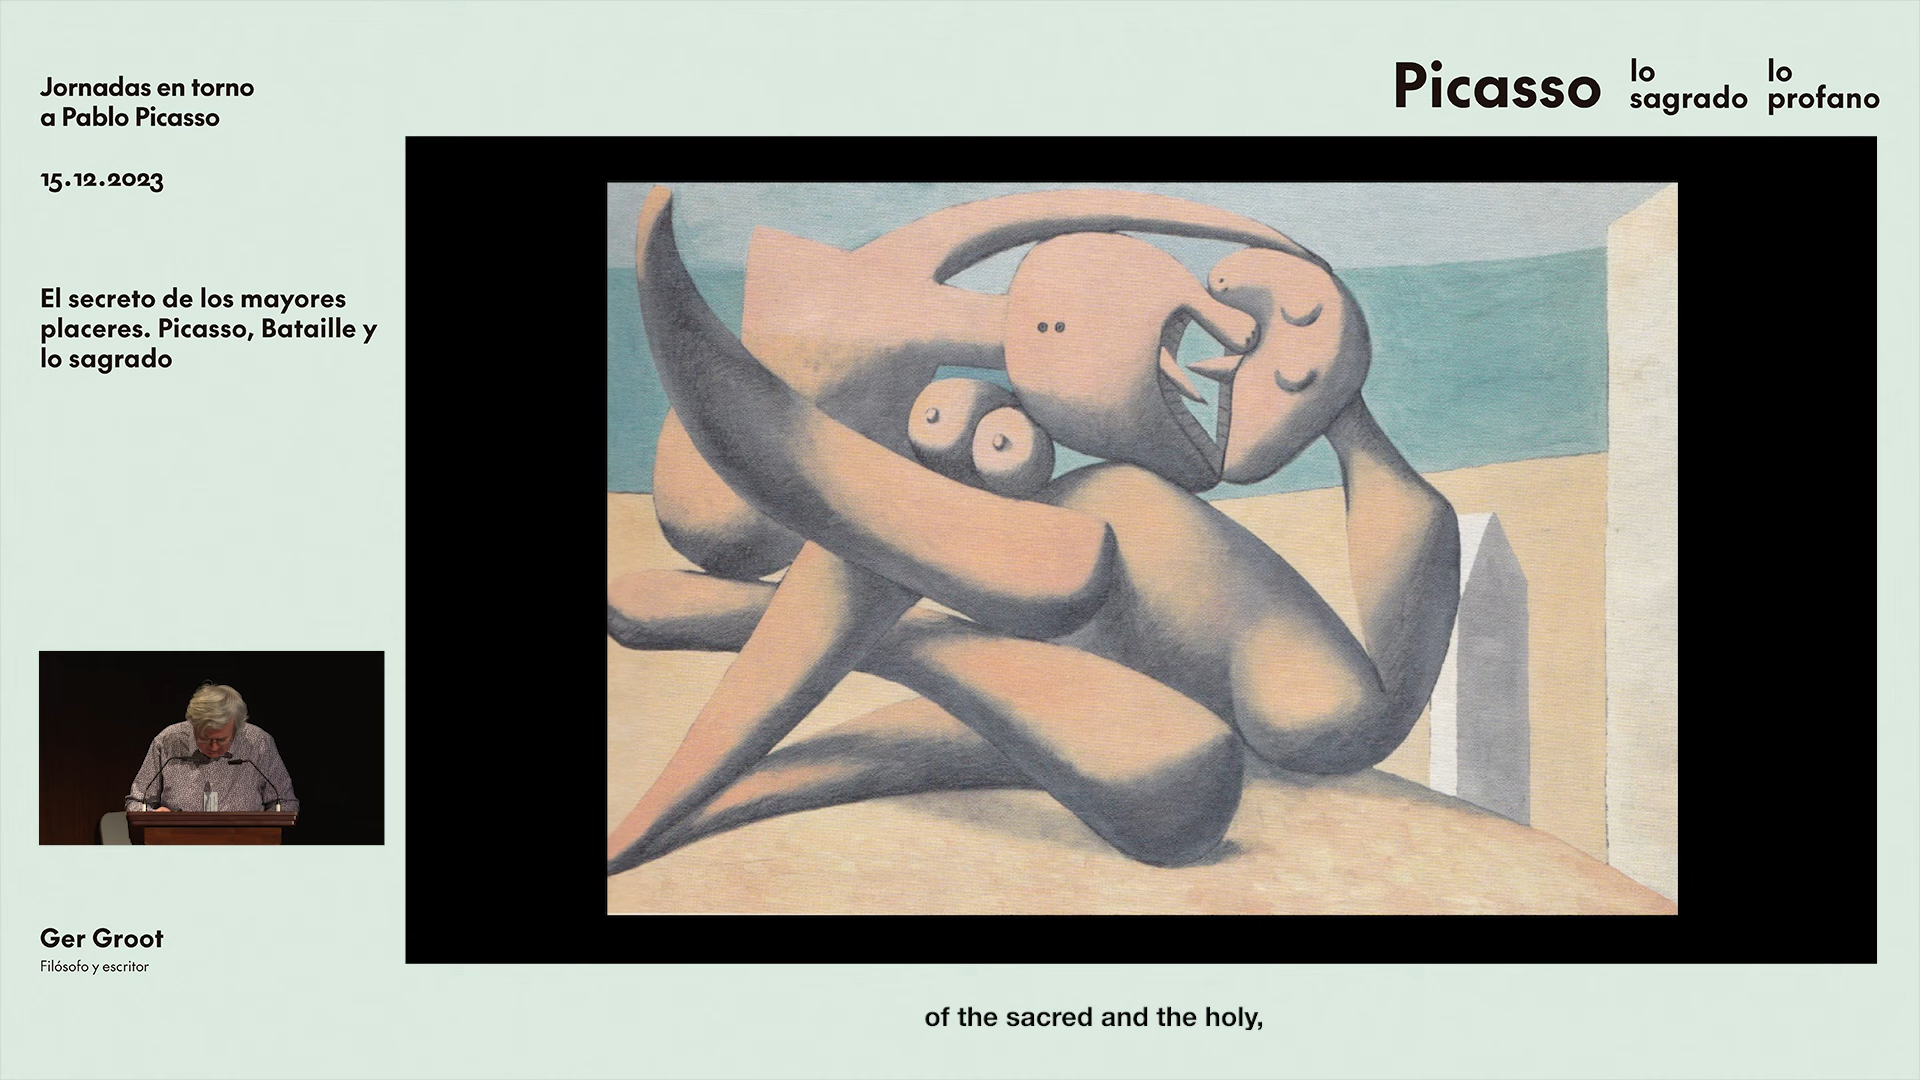 Jornadas en torno
a Pablo Picasso
15.12.2023
Picasso
lo
sagrado
lo
profano
El secreto de los mayores
placeres. Picasso, Bataille y
lo sagrado
Ger Groot
Filósofo y escritor
of the sacred and the holy,